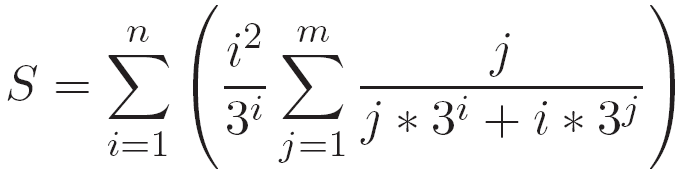 S = \sum_{i=1}^{n} \left( \frac{i^2}{3^i} \sum_{j=1}^{m} \frac{j}{j * 3^i + i * 3^j} \right)